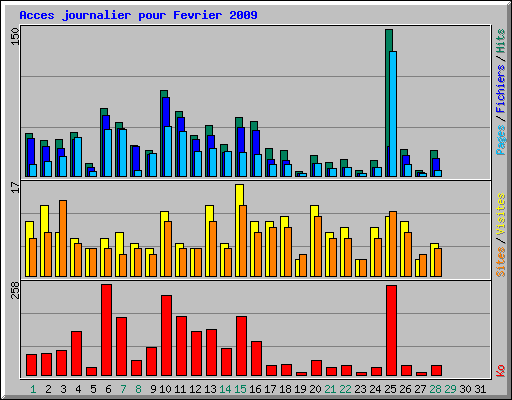 Acces journalier pour Fevrier 2009
150
Pages / Fichiers / Hits
17
Sites / Visites
258
Ko
1 2 3 4 5 6 7 8 9 10 11 12 13 14 15 16 17 18 19 20 21 22 23 24 25 26 27 28 29 30 31